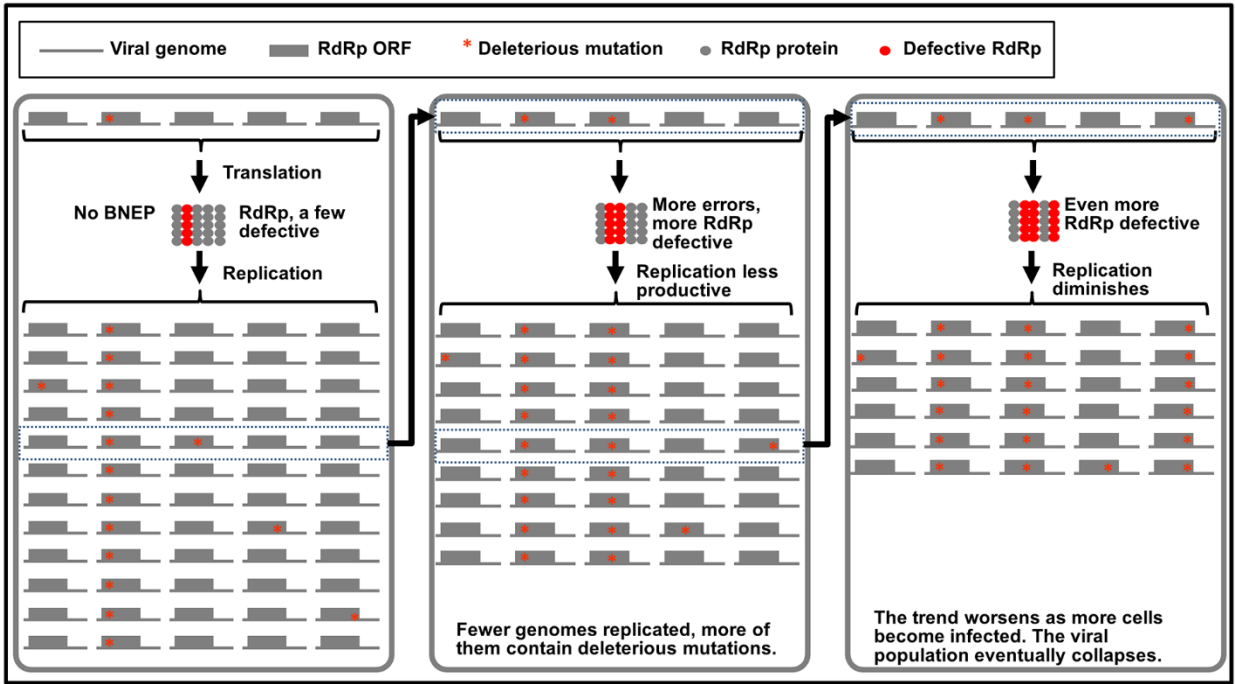 Viral genome RdRp ORF * Deleterious mutation RdRp protein Defective RdRp
Translation
No BNEP
RdRp, a few
defective
Replication
More errors,
more RdRp
defective
Replication less
productive
Fewer genomes replicated, more of
them contain deleterious mutations.
Even more
RdRp defective
Replication
diminishes
The trend worsens as more cells
become infected. The viral
population eventually collapses.